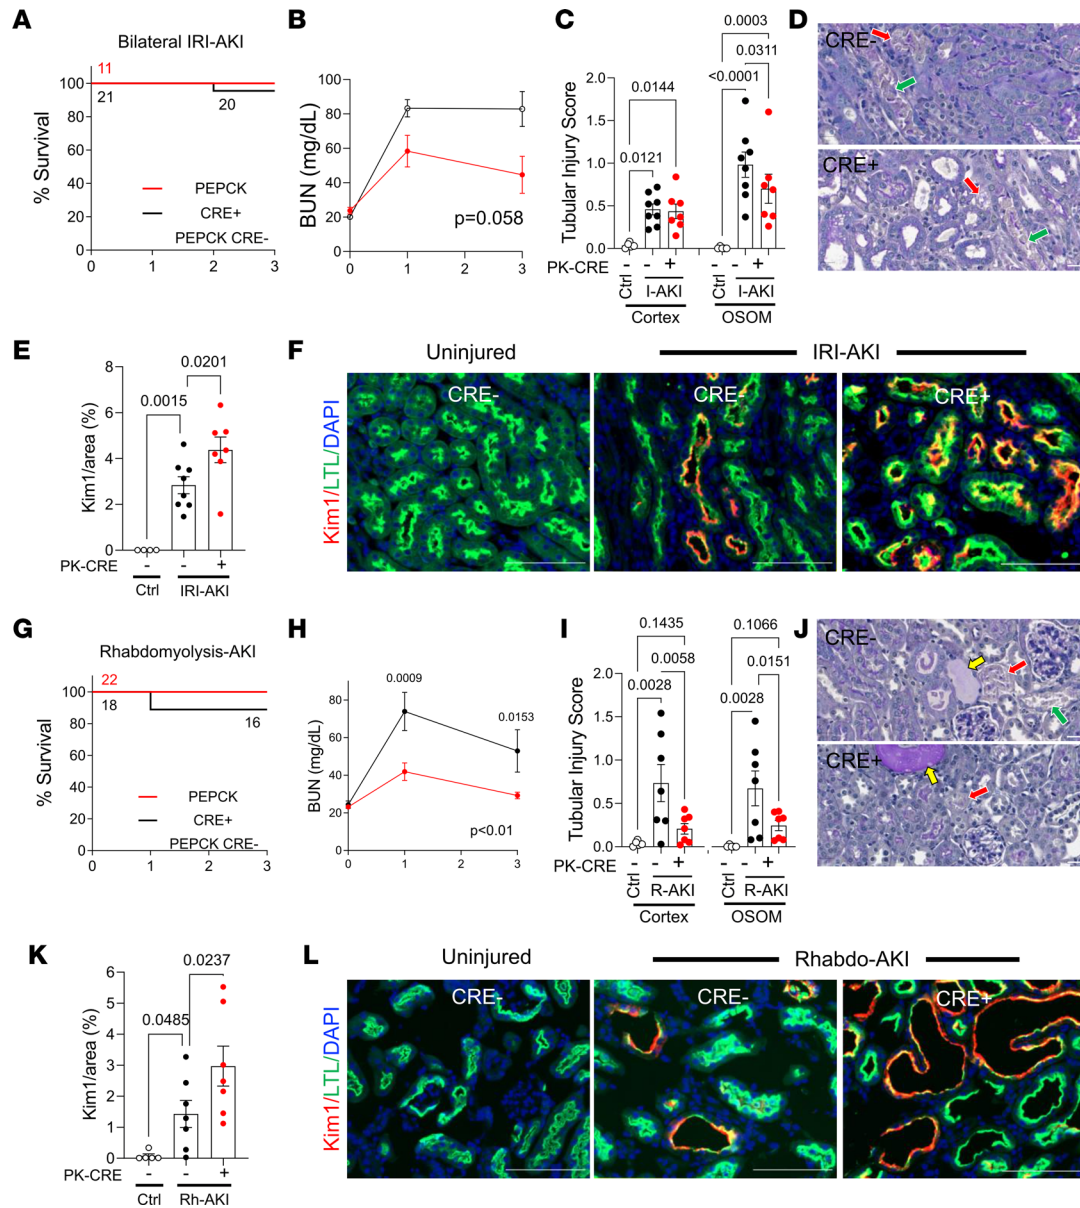 A
Bilateral IRI-AKI
% Survival
100
80
60
40
20
0
11
21
20
PEPCK
CRE+
PEPCK CRE-
0 1 2 3
B
BUN (mg/dL)
100
80
60
40
20
0
p=0.058
0 1 3
C
Tubular Injury Score
2.0
1.5
1.0
0.5
0.0
0.0003
0.0311
<0.0001
0.0144
0.0121
PK-CRE
- - + - - +
Ctrl I-AKI Ctrl I-AKI
Cortex OSOM
D
CRE-
CRE+
E
Kim1/area (%)
8
6
4
2
0
0.0201
0.0015
PK-CRE - - +
Ctrl IRI-AKI
F
Uninjured IRI-AKI
Kim1/LTL/DAPI
CRE- CRE- CRE+
G
Rhabdomyolysis-AKI
% Survival
100
80
60
40
20
0
22
18
16
PEPCK
CRE+
PEPCK CRE-
0 1 2 3
H
BUN (mg/dL)
100
80
60
40
20
0
0.0009
0.0153
p<0.01
0 1 3
I
Tubular Injury Score
2.0
1.5
1.0
0.5
0.0
0.1435 0.1066
0.0058 0.0151
0.0028 0.0028
PK-CRE - - + - - +
Ctrl R-AKI Ctrl R-AKI
Cortex OSOM
J
CRE-
CRE+
K
Kim1/area (%)
6
5
4
3
2
1
0
0.0237
0.0485
PK-CRE - - +
Ctrl Rh-AKI
L
Uninjured Rhabdo-AKI
Kim1/LTL/DAPI
CRE- CRE- CRE+